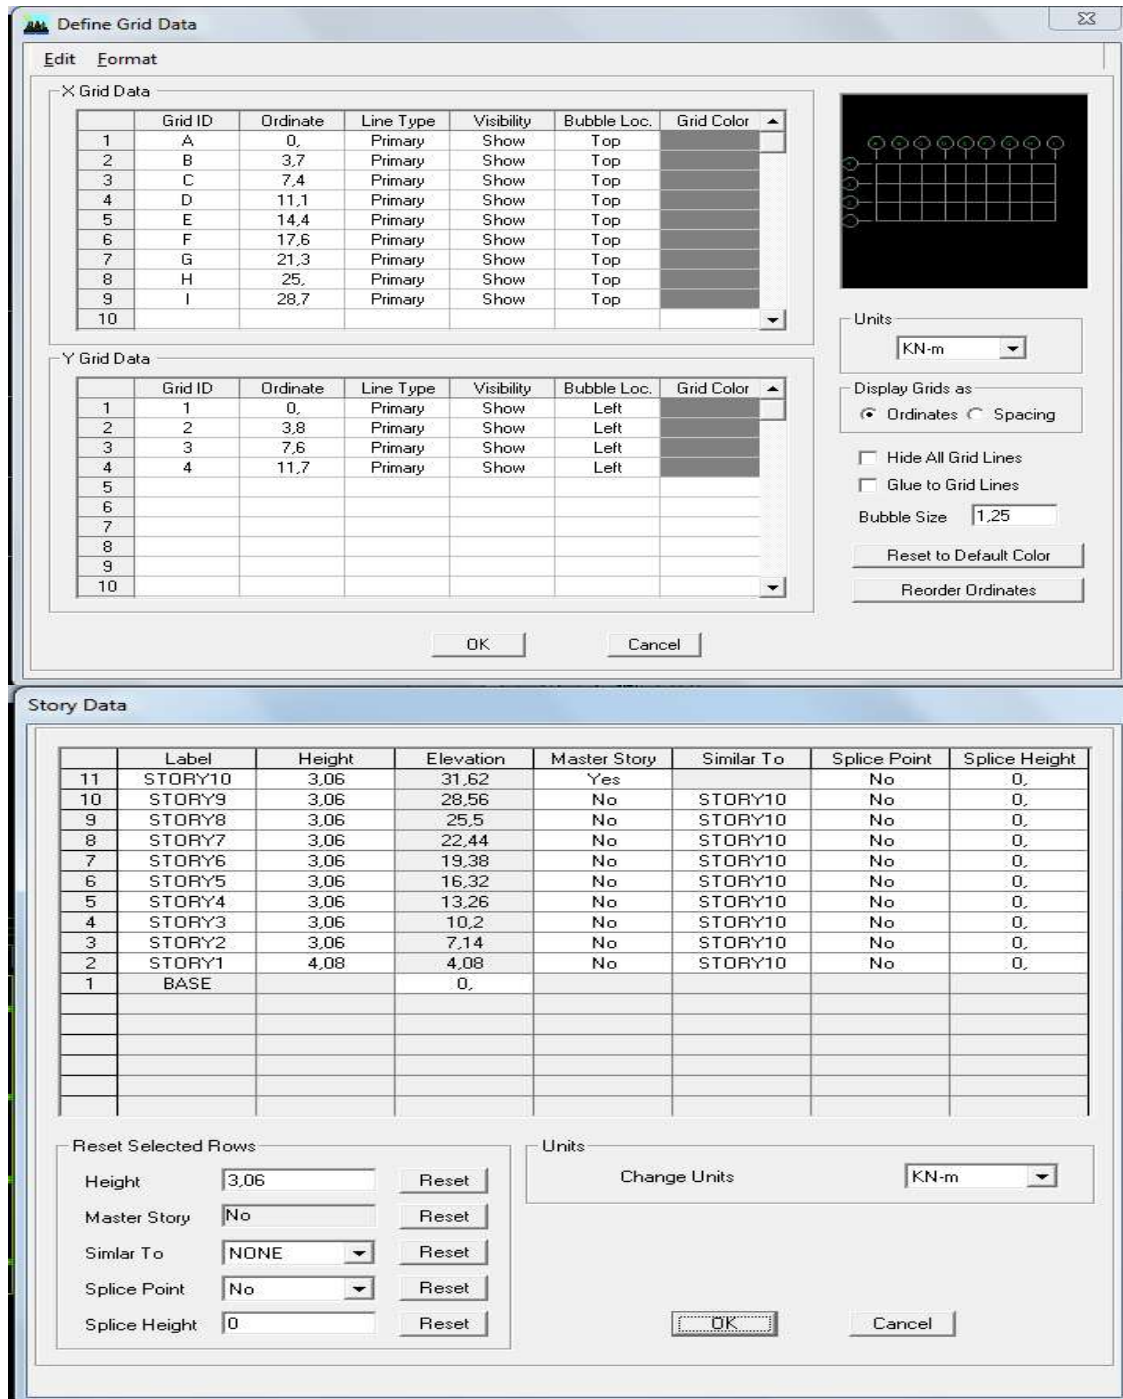 Define Grid Data
Edit Format
X Grid Data
Grid ID Ordinate Line Type Visibility Bubble Loc. Grid Color
1 A 0, Primary Show Top
2 B 3,7 Primary Show Top
3 C 7,4 Primary Show Top
4 D 11,1 Primary Show Top
5 E 14,4 Primary Show Top
6 F 17,6 Primary Show Top
7 G 21,3 Primary Show Top
8 H 25, Primary Show Top
9 I 28,7 Primary Show Top
10
Y Grid Data
Grid ID Ordinate Line Type Visibility Bubble Loc. Grid Color
1 1 0, Primary Show Left
2 2 3,8 Primary Show Left
3 3 7,6 Primary Show Left
4 4 11,7 Primary Show Left
5
6
7
8
9
10
Units
KN-m
Display Grids as
Ordinates Spacing
Hide All Grid Lines
Glue to Grid Lines
Bubble Size 1,25
Reset to Default Color
Reorder Ordinates
OK Cancel
Story Data
Label Height Elevation Master Story Similar To Splice Point Splice Height
11 STORY10 3,06 31,62 Yes No 0,
10 STORY9 3,06 28,56 No STORY10 No 0,
9 STORY8 3,06 25,5 No STORY10 No 0,
8 STORY7 3,06 22,44 No STORY10 No 0,
7 STORY6 3,06 19,38 No STORY10 No 0,
6 STORY5 3,06 16,32 No STORY10 No 0,
5 STORY4 3,06 13,26 No STORY10 No 0,
4 STORY3 3,06 10,2 No STORY10 No 0,
3 STORY2 3,06 7,14 No STORY10 No 0,
2 STORY1 4,08 4,08 No STORY10 No 0,
1 BASE 0,
Reset Selected Rows
Height 3,06 Reset
Master Story No Reset
Simlar To NONE Reset
Splice Point No Reset
Splice Height 0 Reset
Units
Change Units KN-m
OK Cancel